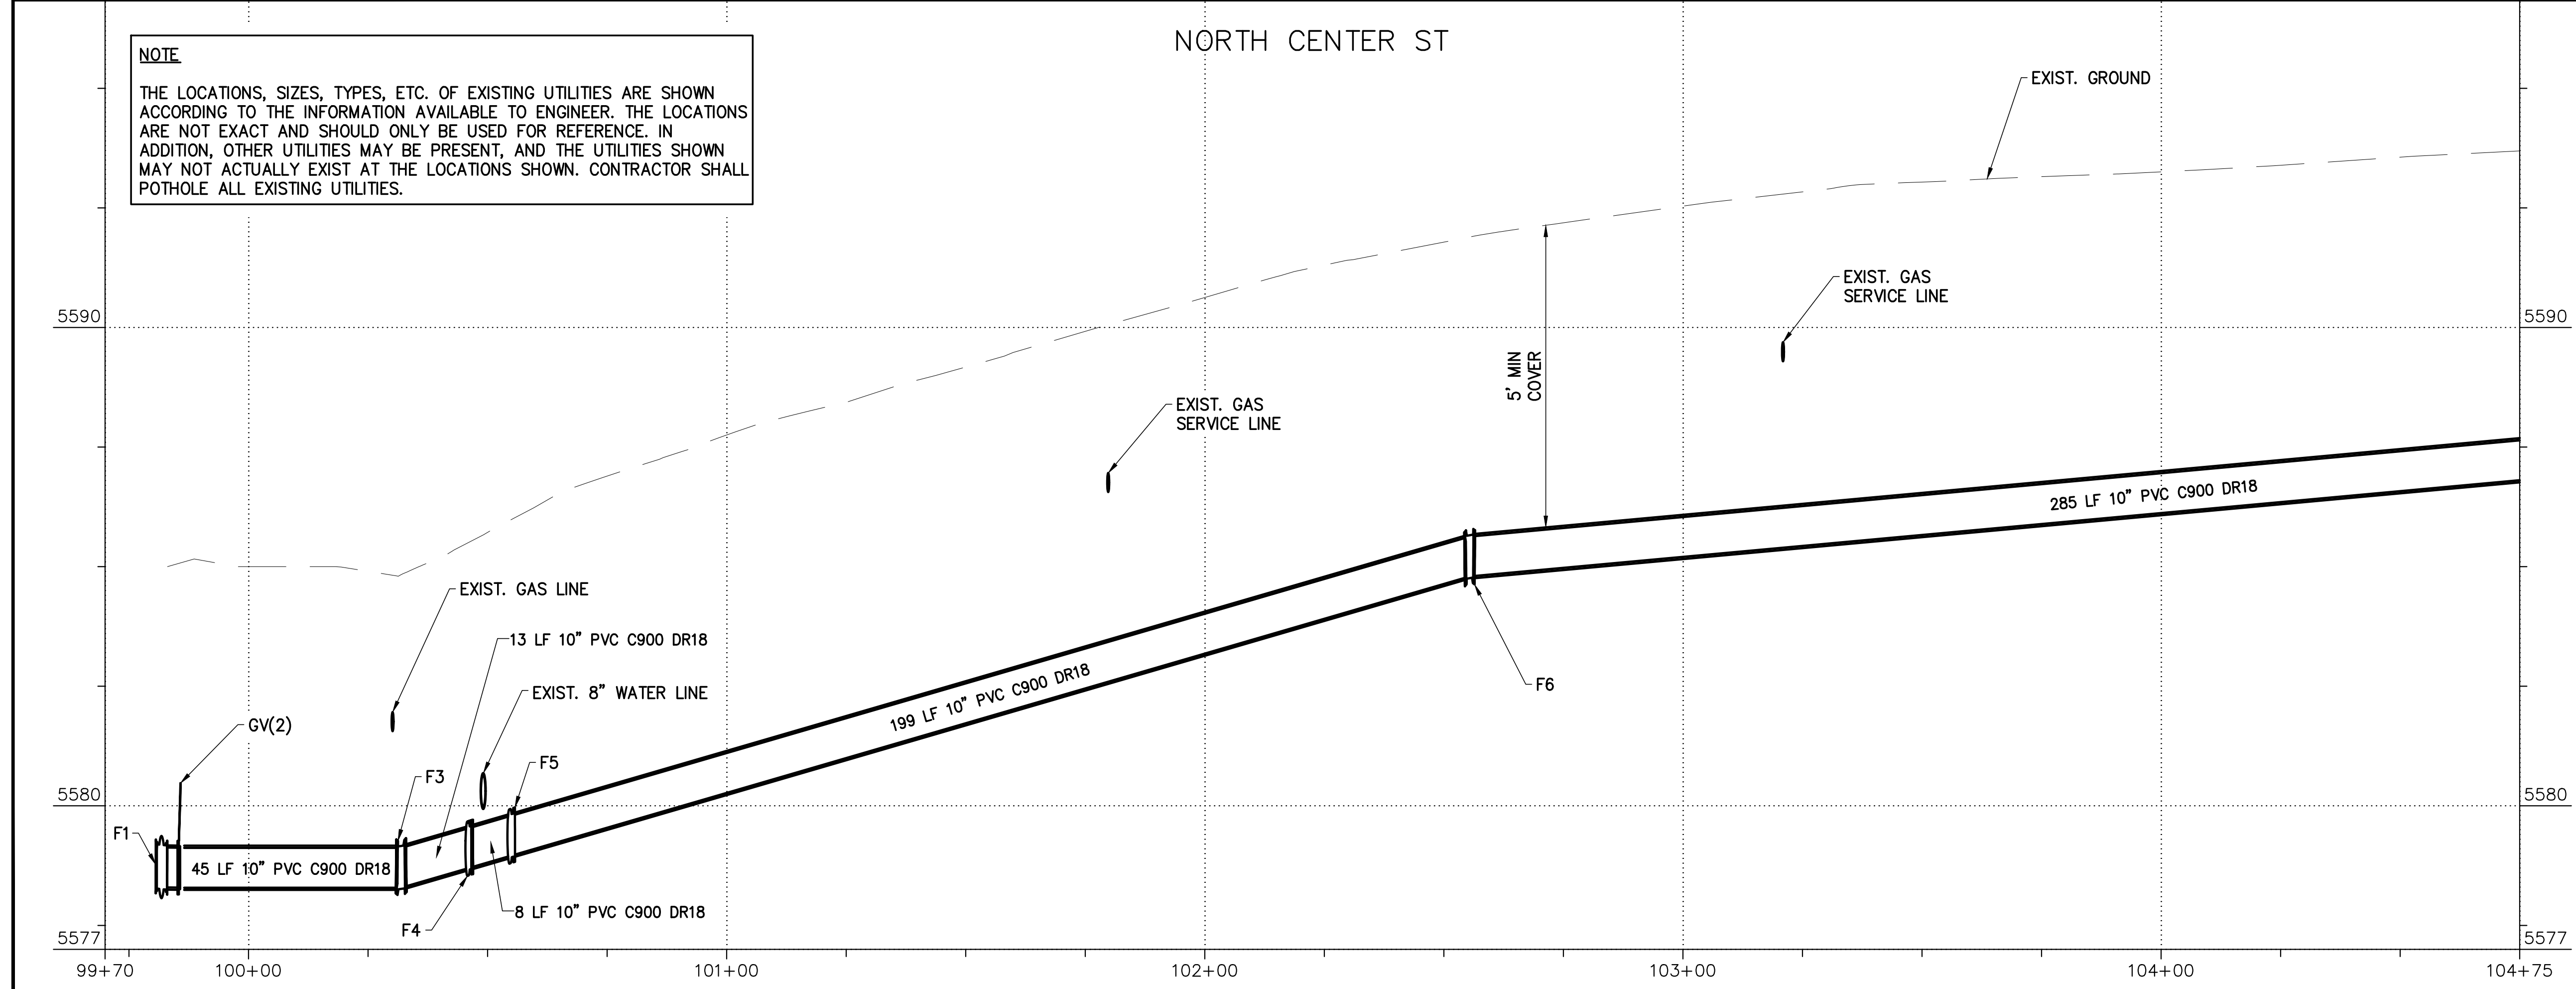 NORTH CENTER ST
NOTE
THE LOCATIONS, SIZES, TYPES, ETC. OF EXISTING UTILITIES ARE SHOWN
ACCORDING TO THE INFORMATION AVAILABLE TO ENGINEER. THE LOCATIONS
ARE NOT EXACT AND SHOULD ONLY BE USED FOR REFERENCE. IN
ADDITION, OTHER UTILITIES MAY BE PRESENT, AND THE UTILITIES SHOWN
MAY NOT ACTUALLY EXIST AT THE LOCATIONS SHOWN. CONTRACTOR SHALL
POTHOLE ALL EXISTING UTILITIES.
EXIST. GROUND
EXIST. GAS
SERVICE LINE
5590
5590
5' MIN
COVER
EXIST. GAS
SERVICE LINE
285 LF 10" PVC C900 DR18
EXIST. GAS LINE
13 LF 10" PVC C900 DR18
EXIST. 8" WATER LINE
199 LF 10" PVC C900 DR18
F6
GV(2)
F3
F5
5580
5580
F1
45 LF 10" PVC C900 DR18
8 LF 10" PVC C900 DR18
F4
5577
5577
99+70
100+00
101+00
102+00
103+00
104+00
104+75